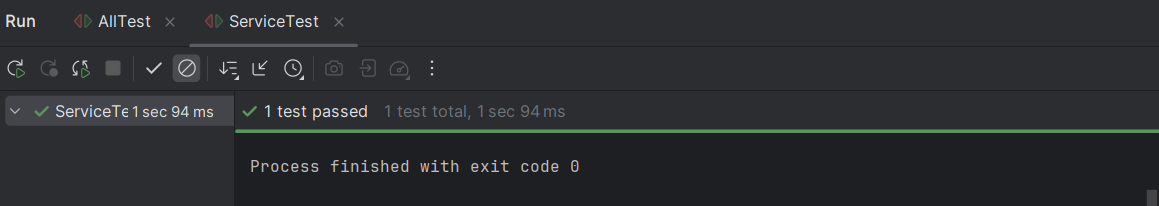 Run AllTest ServiceTest
ServiceTe 1 sec 94 ms
1 test passed 1 test total, 1 sec 94 ms
Process finished with exit code 0